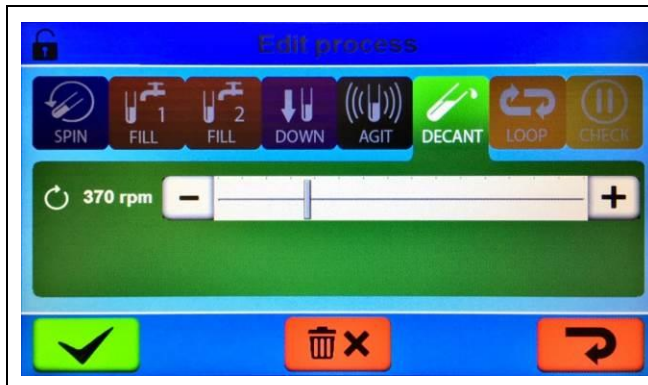 Edit process
SPIN
1
FILL
2
FILL
DOWN
AGIT
DECANT
LOOP
CHECK
370 rpm